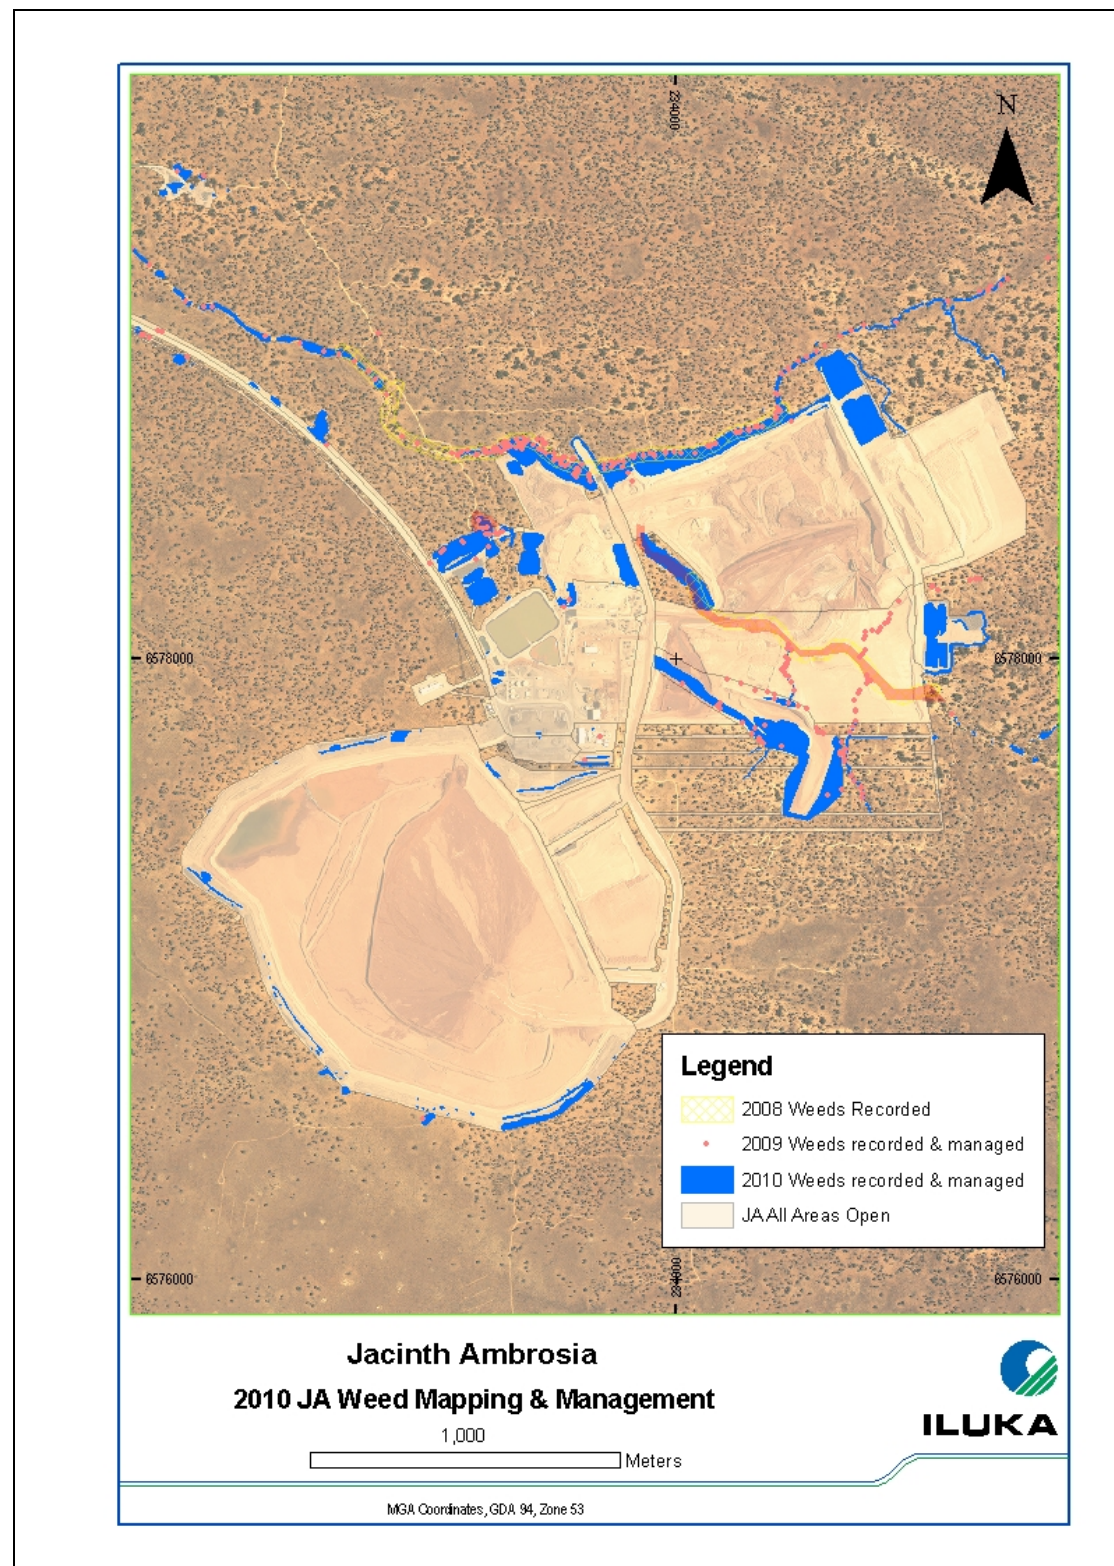 N
234000
6578000
6578000
Legend
2008 Weeds Recorded
2009 Weeds recorded & managed
2010 Weeds recorded & managed
JA All Areas Open
6576000
234000
6576000
Jacinth Ambrosia
2010 JA Weed Mapping & Management
1,000
Meters
ILUKA
MGA Coordinates, GDA 94, Zone 53